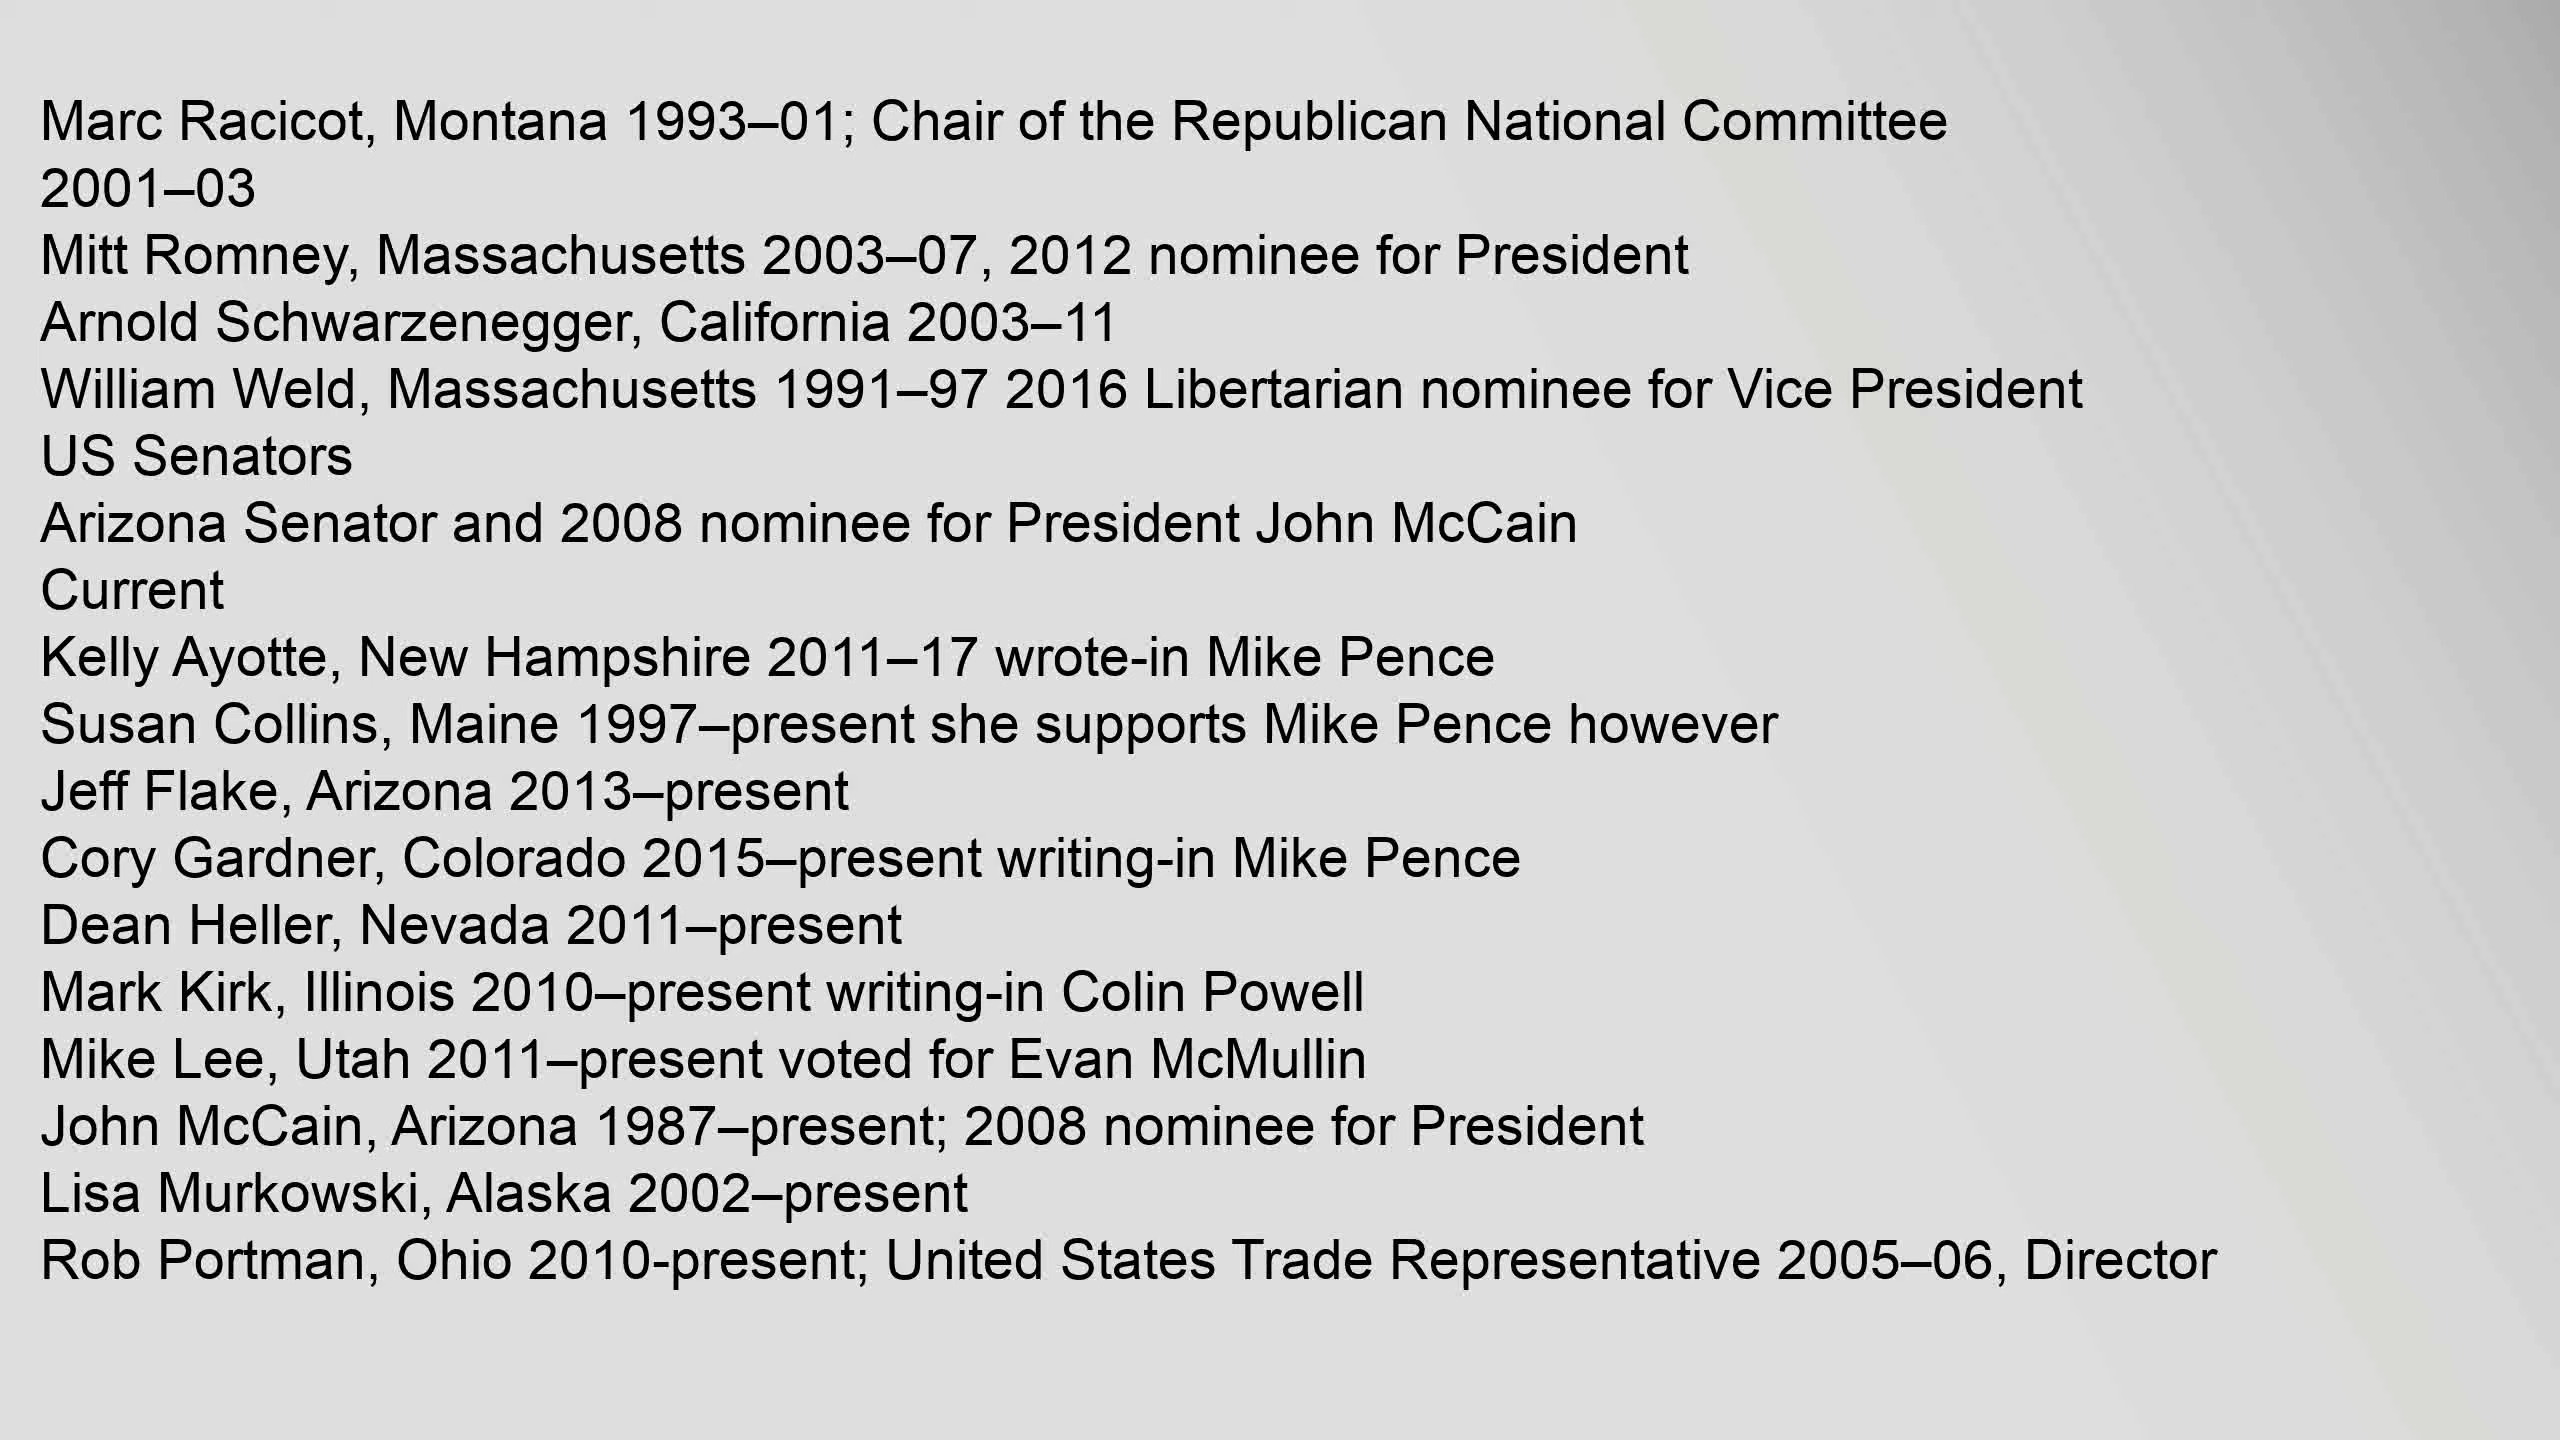 Marc Racicot, Montana 1993–01; Chair of the Republican National Committee
2001–03
Mitt Romney, Massachusetts 2003–07, 2012 nominee for President
Arnold Schwarzenegger, California 2003–11
William Weld, Massachusetts 1991–97 2016 Libertarian nominee for Vice President
US Senators
Arizona Senator and 2008 nominee for President John McCain
Current
Kelly Ayotte, New Hampshire 2011–17 wrote-in Mike Pence
Susan Collins, Maine 1997–present she supports Mike Pence however
Jeff Flake, Arizona 2013–present
Cory Gardner, Colorado 2015–present writing-in Mike Pence
Dean Heller, Nevada 2011–present
Mark Kirk, Illinois 2010–present writing-in Colin Powell
Mike Lee, Utah 2011–present voted for Evan McMullin
John McCain, Arizona 1987–present; 2008 nominee for President
Lisa Murkowski, Alaska 2002–present
Rob Portman, Ohio 2010-present; United States Trade Representative 2005–06, Director